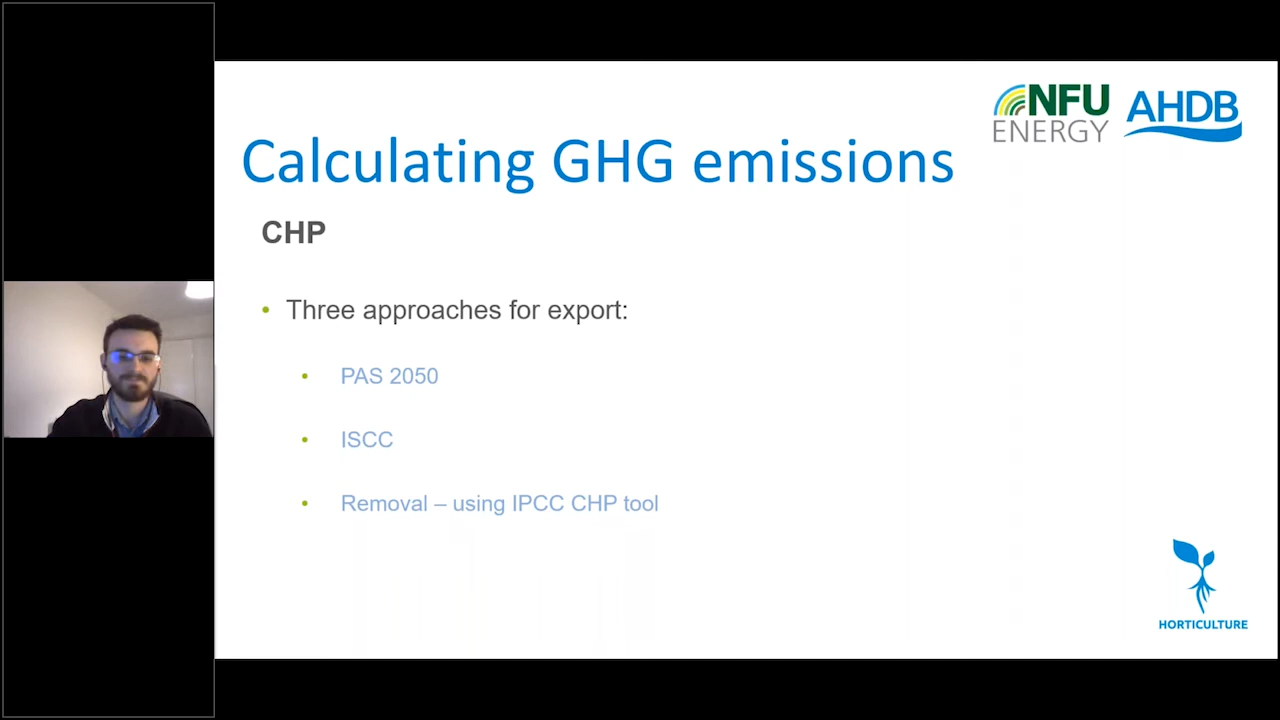 NFU
ENERGY
AHDB
Calculating GHG emissions
CHP
• Three approaches for export:
• PAS 2050
• ISCC
• Removal – using IPCC CHP tool
HORTICULTURE